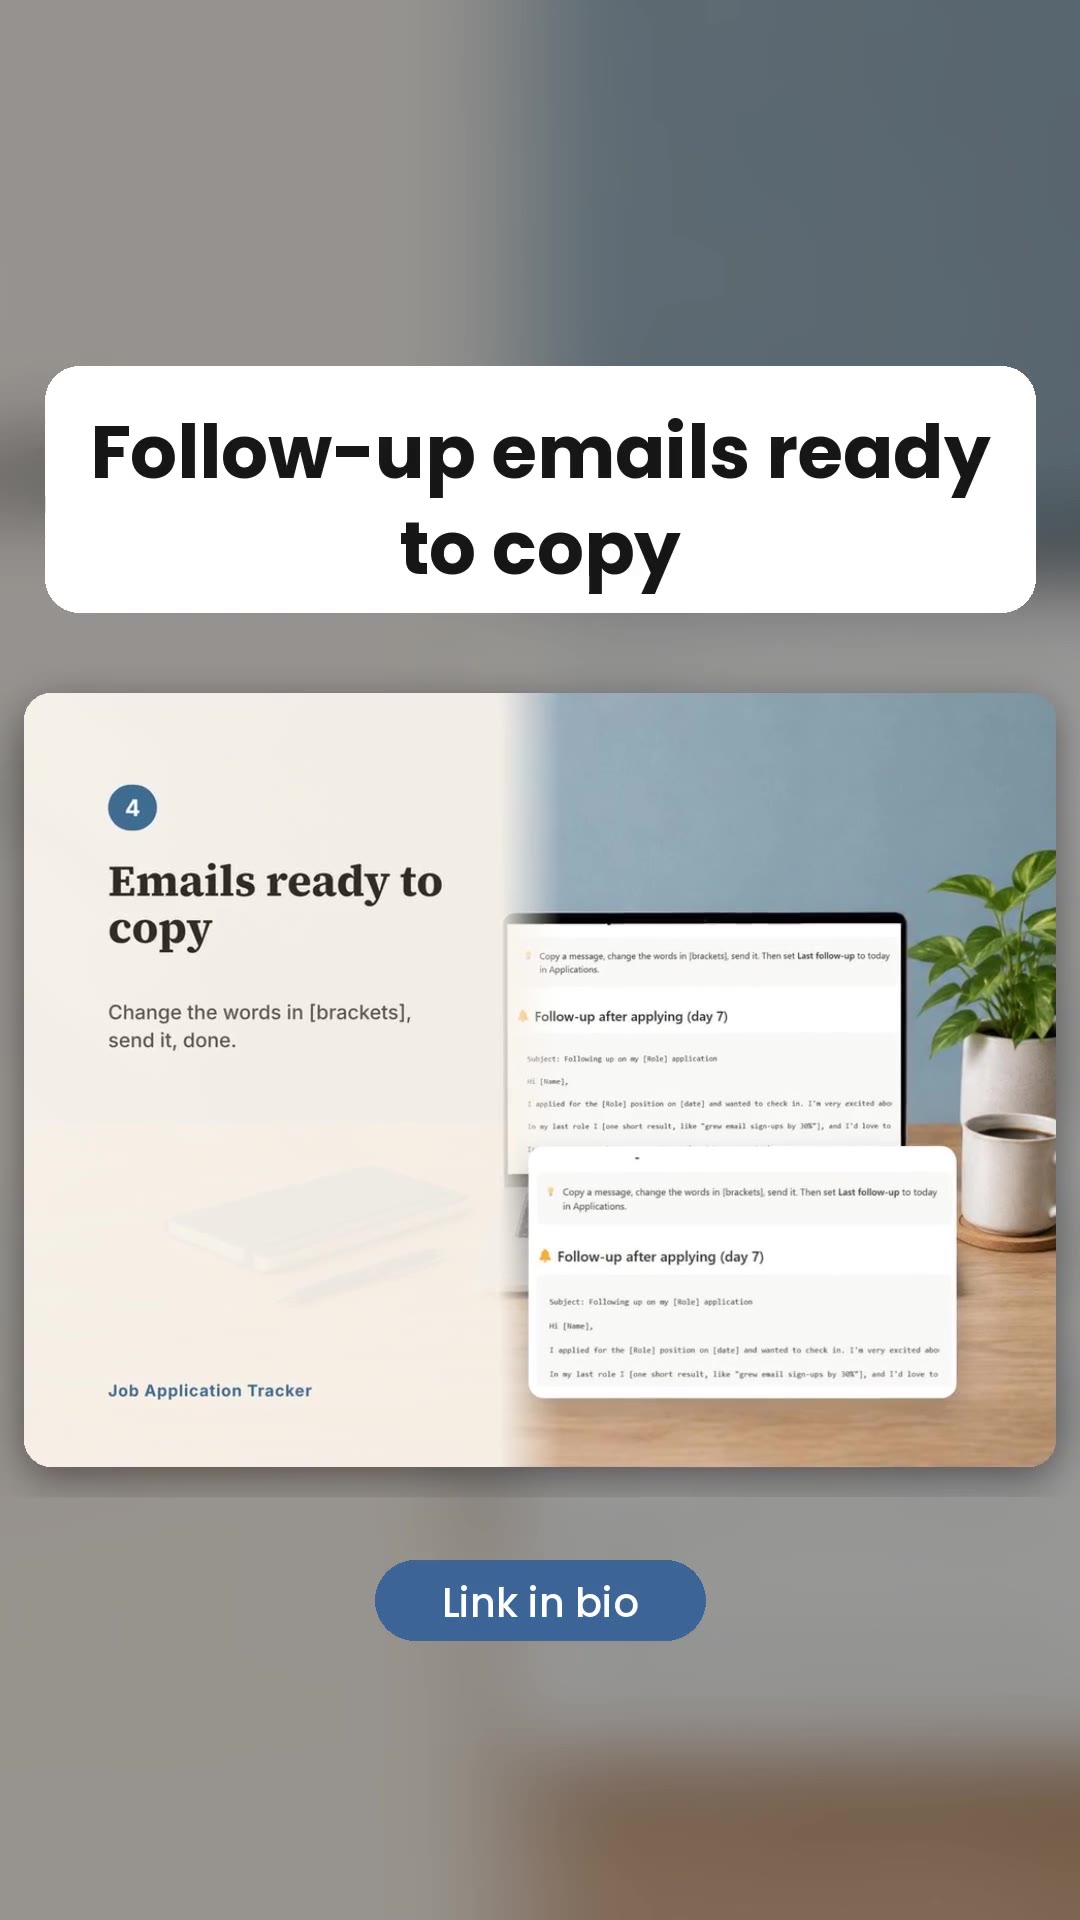 Follow-up emails ready
to copy
4
Emails ready to
copy
Change the words in [brackets],
send it, done.
Job Application Tracker
Copy a message, change the words in [brackets], send it. Then set Last follow-up to today
in Applications.
Follow-up after applying (day 7)
Subject: Following up on my [Role] application
Hi [Name],
I applied for the [Role] position on [date] and wanted to check in. I'm very excited abo
In my last role I [one short result, like "grew email sign-ups by 30%"], and I'd love to
Copy a message, change the words in [brackets], send it. Then set Last follow-up to today
in Applications.
Follow-up after applying (day 7)
Subject: Following up on my [Role] application
Hi [Name],
I applied for the [Role] position on [date] and wanted to check in. I'm very excited abo
In my last role I [one short result, like "grew email sign-ups by 30%"], and I'd love to
Link in bio